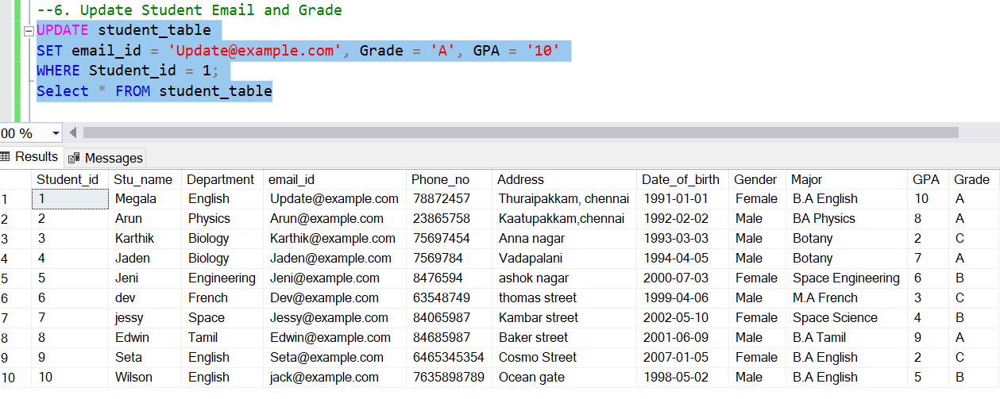 --6. Update Student Email and Grade
UPDATE student_table
SET email_id = 'Update@example.com', Grade = 'A', GPA = '10'
WHERE Student_id = 1;
Select * FROM student_table
00 %
Results Messages
Student_id Stu_name Department email_id Phone_no Address Date_of_birth Gender Major GPA Grade
1 1 Megala English Update@example.com 78872457 Thuraipakkam, chennai 1991-01-01 Female B.A English 10 A
2 2 Arun Physics Arun@example.com 23865758 Kaatupakkam,chennai 1992-02-02 Male BA Physics 8 A
3 3 Karthik Biology Karthik@example.com 75697454 Anna nagar 1993-03-03 Male Botany 2 C
4 4 Jaden Biology Jaden@example.com 7569784 Vadapalani 1994-04-05 Male Botany 7 A
5 5 Jeni Engineering Jeni@example.com 8476594 ashok nagar 2000-07-03 Female Space Engineering 6 B
6 6 dev French Dev@example.com 63548749 thomas street 1999-04-06 Male M.A French 3 C
7 7 jessy Space Jessy@example.com 84065987 Kambar street 2002-05-10 Female Space Science 4 B
8 8 Edwin Tamil Edwin@example.com 84685987 Baker street 2001-06-09 Male B.A Tamil 9 A
9 9 Seta English Seta@example.com 6465345354 Cosmo Street 2007-01-05 Female B.A English 2 C
10 10 Wilson English jack@example.com 7635898789 Ocean gate 1998-05-02 Male B.A English 5 B